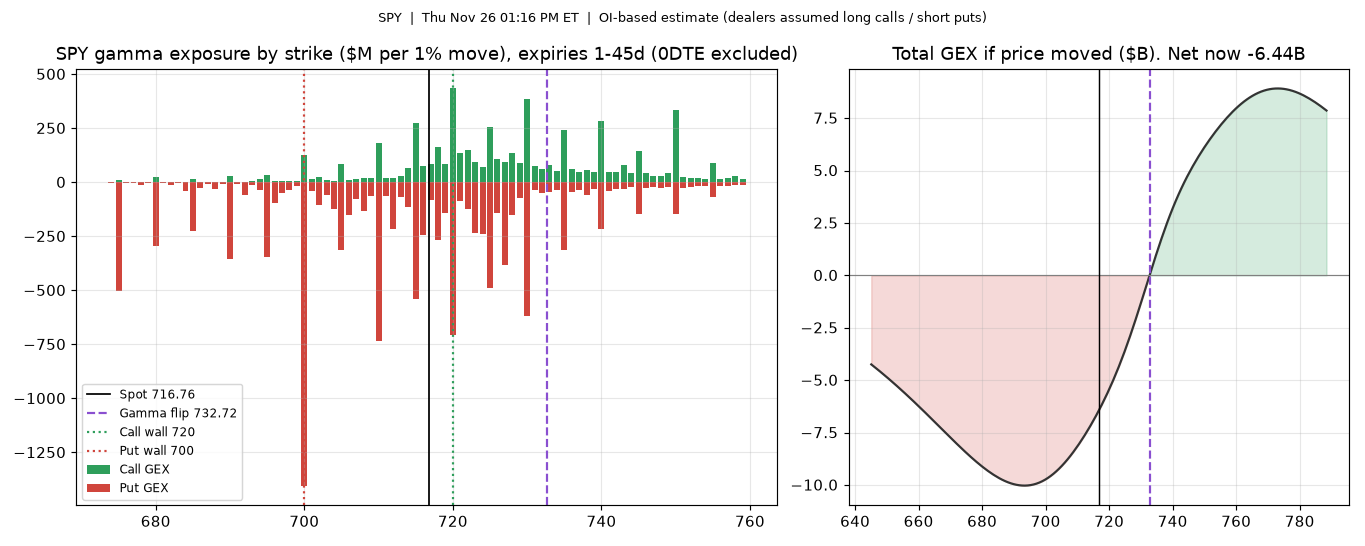 SPY | Thu Nov 26 01:16 PM ET | OI-based estimate (dealers assumed long calls / short puts)
SPY gamma exposure by strike ($M per 1% move), expiries 1-45d (0DTE excluded)
500
250
0
−250
−500
−750
−1000
−1250
Spot 716.76
Gamma flip 732.72
Call wall 720
Put wall 700
Call GEX
Put GEX
680 700 720 740 760
Total GEX if price moved ($B). Net now -6.44B
7.5
5.0
2.5
0.0
−2.5
−5.0
−7.5
−10.0
640 660 680 700 720 740 760 780